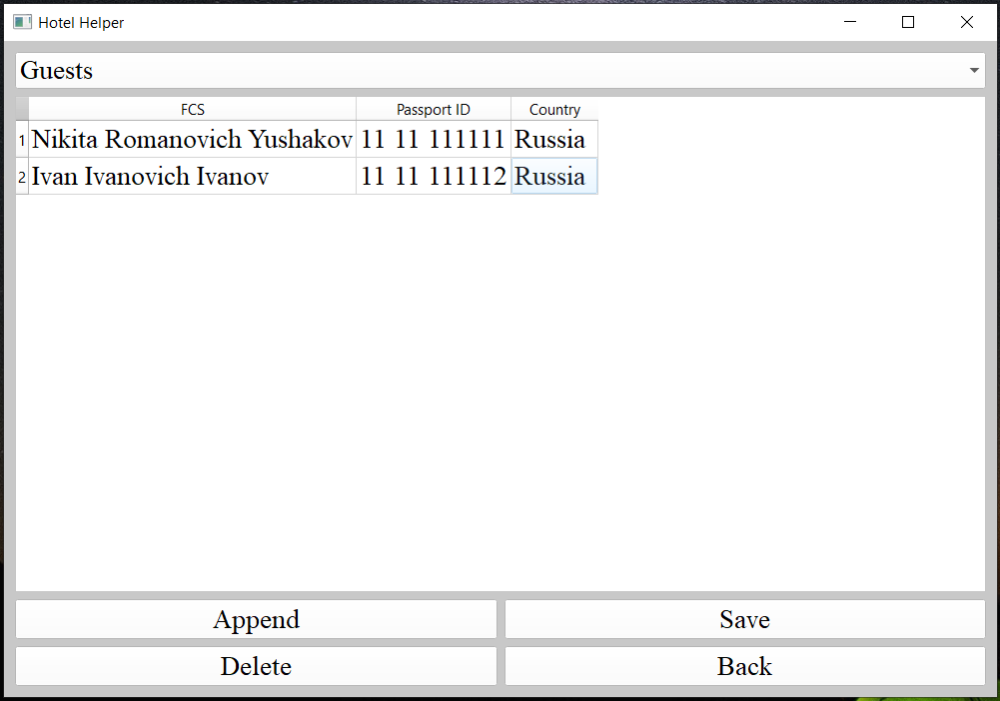 Hotel Helper
Guests
FCS Passport ID Country
1 Nikita Romanovich Yushakov 11 11 111111 Russia
2 Ivan Ivanovich Ivanov 11 11 111112 Russia
Append Save
Delete Back